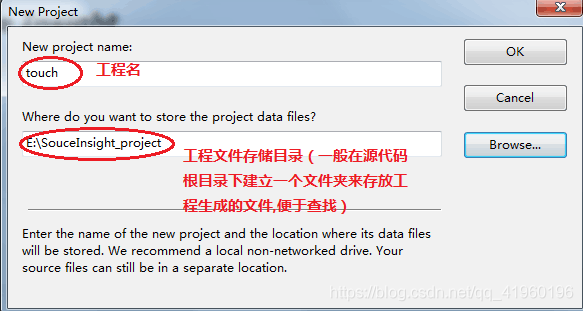 New Project
New project name:
touch
工程名
OK
Cancel
Where do you want to store the project data files?
E:\SouceInsight_project
Browse...
工程文件存储目录（一般在源代码
根目录下建立一个文件夹来存放工
程生成的文件,便于查找）
Enter the name of the new project and the location where its data files
will be stored. We recommend a local non-networked drive. Your
source files can still be in a separate location.
https://blog.csdn.net/qq_41960196